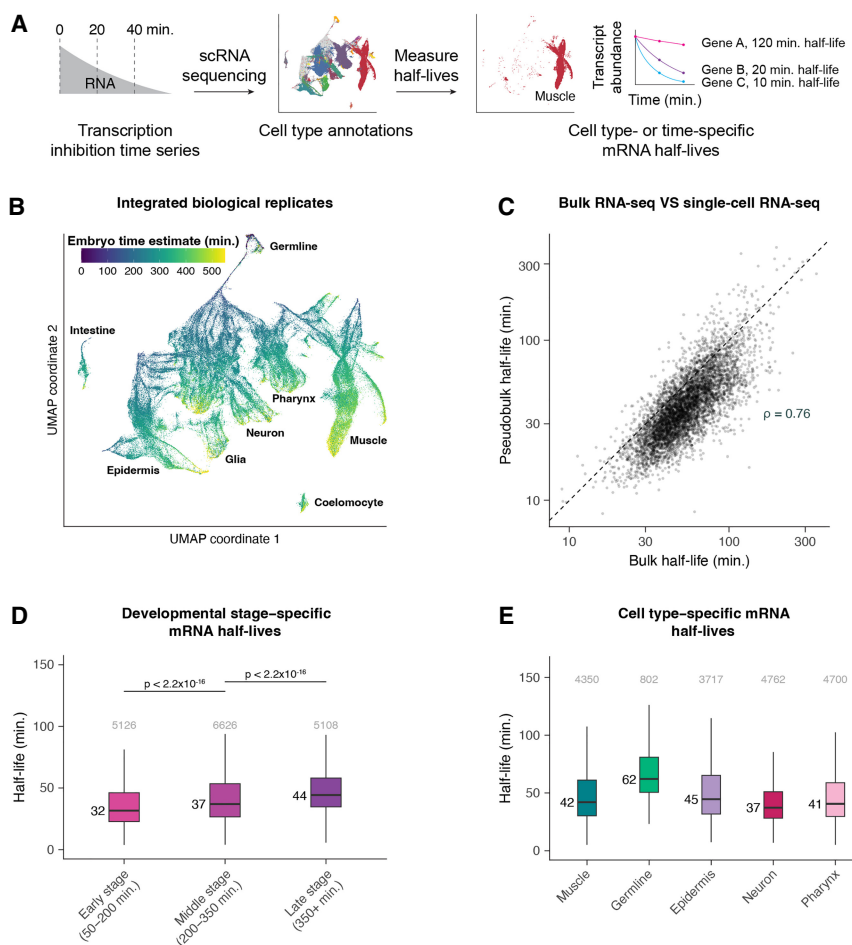 A
0 20 40 min.
RNA
Transcription
inhibition time series
scRNA
sequencing
Cell type annotations
Measure
half-lives
Muscle
Transcript
abundance
Time (min.)
Gene A, 120 min. half-life
Gene B, 20 min. half-life
Gene C, 10 min. half-life
Cell type- or time-specific
mRNA half-lives
B
Integrated biological replicates
Embryo time estimate (min.)
0 100 200 300 400 500
Germline
Intestine
Pharynx
Neuron
Muscle
Glia
Epidermis
Coelomocyte
UMAP coordinate 2
UMAP coordinate 1
C
Bulk RNA-seq VS single-cell RNA-seq
Pseudobulk half-life (min.)
300
100
30
10
ρ = 0.76
10 30 100 300
Bulk half-life (min.)
D
Developmental stage–specific
mRNA half-lives
Half-life (min.)
150
100
50
0
p < 2.2x10⁻¹⁶
p < 2.2x10⁻¹⁶
5126 6626 5108
32 37 44
Early stage
(50–200 min.)
Middle stage
(200–350 min.)
Late stage
(350+ min.)
E
Cell type–specific mRNA
half-lives
Half-life (min.)
150
100
50
0
4350 802 3717 4762 4700
42 62 45 37 41
Muscle
Germline
Epidermis
Neuron
Pharynx